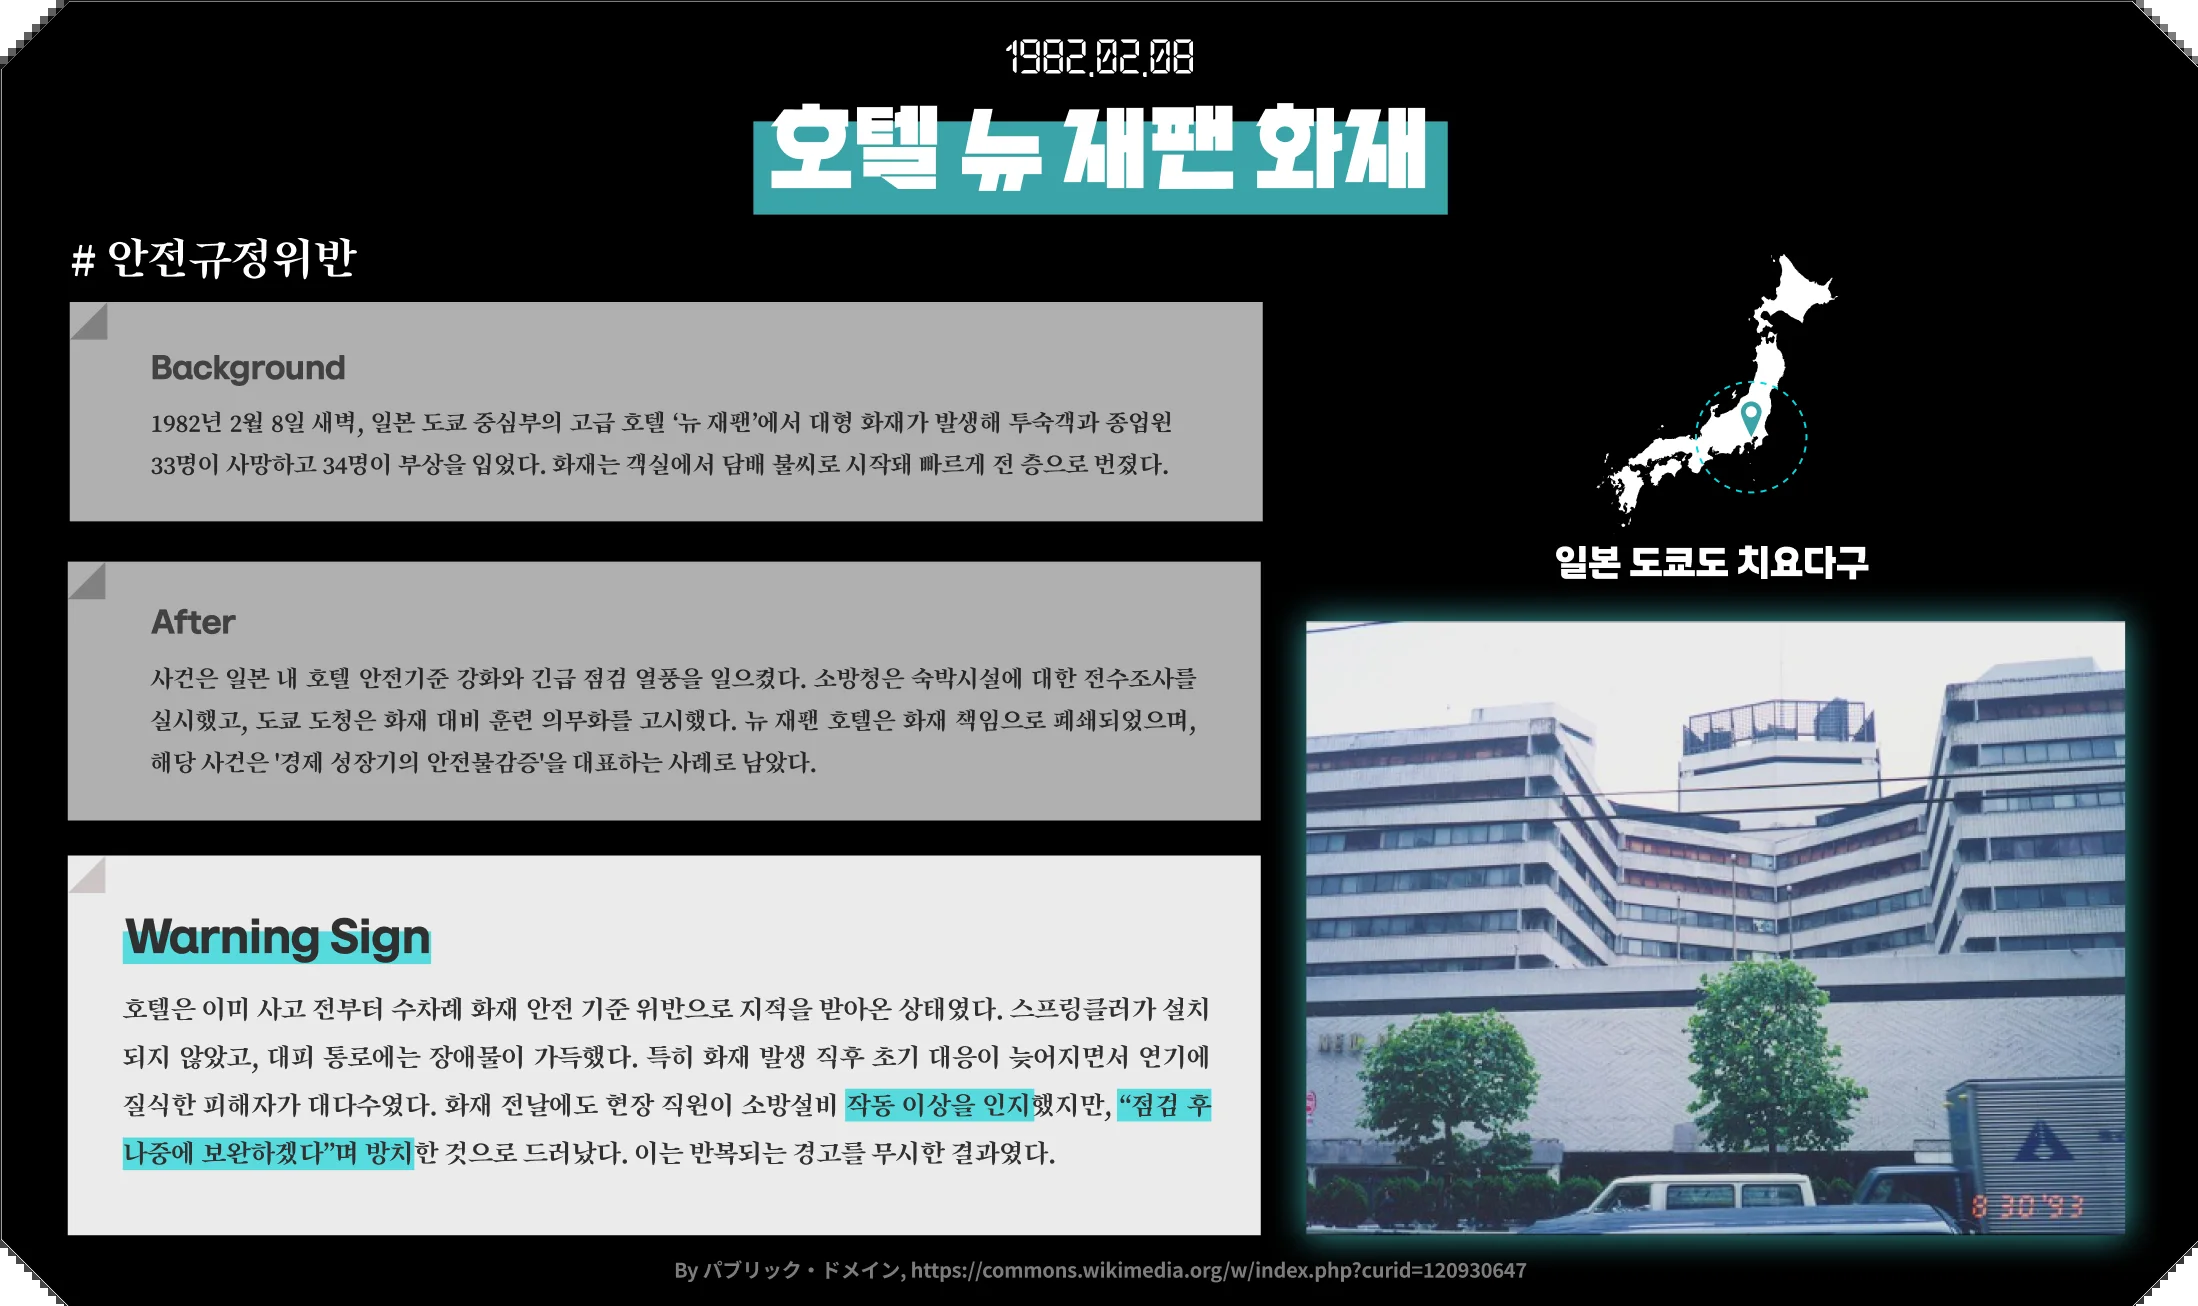 1982.02.08
호텔 뉴 재팬 화재
# 안전규정위반
Background
1982년 2월 8일 새벽, 일본 도쿄 중심부의 고급 호텔 ‘뉴 재팬’에서 대형 화재가 발생해 투숙객과 종업원
33명이 사망하고 34명이 부상을 입었다. 화재는 객실에서 담배 불씨로 시작돼 빠르게 전 층으로 번졌다.
After
사건은 일본 내 호텔 안전기준 강화와 긴급 점검 열풍을 일으켰다. 소방청은 숙박시설에 대한 전수조사를
실시했고, 도쿄 도청은 화재 대비 훈련 의무화를 고시했다. 뉴 재팬 호텔은 화재 책임으로 폐쇄되었으며,
해당 사건은 '경제 성장기의 안전불감증'을 대표하는 사례로 남았다.
Warning Sign
호텔은 이미 사고 전부터 수차례 화재 안전 기준 위반으로 지적을 받아온 상태였다. 스프링클러가 설치
되지 않았고, 대피 통로에는 장애물이 가득했다. 특히 화재 발생 직후 초기 대응이 늦어지면서 연기에
질식한 피해자가 대다수였다. 화재 전날에도 현장 직원이 소방설비 작동 이상을 인지했지만, “점검 후
나중에 보완하겠다”며 방치한 것으로 드러났다. 이는 반복되는 경고를 무시한 결과였다.
일본 도쿄도 치요다구
8 30 '93
By パブリック・ドメイン, https://commons.wikimedia.org/w/index.php?curid=120930647